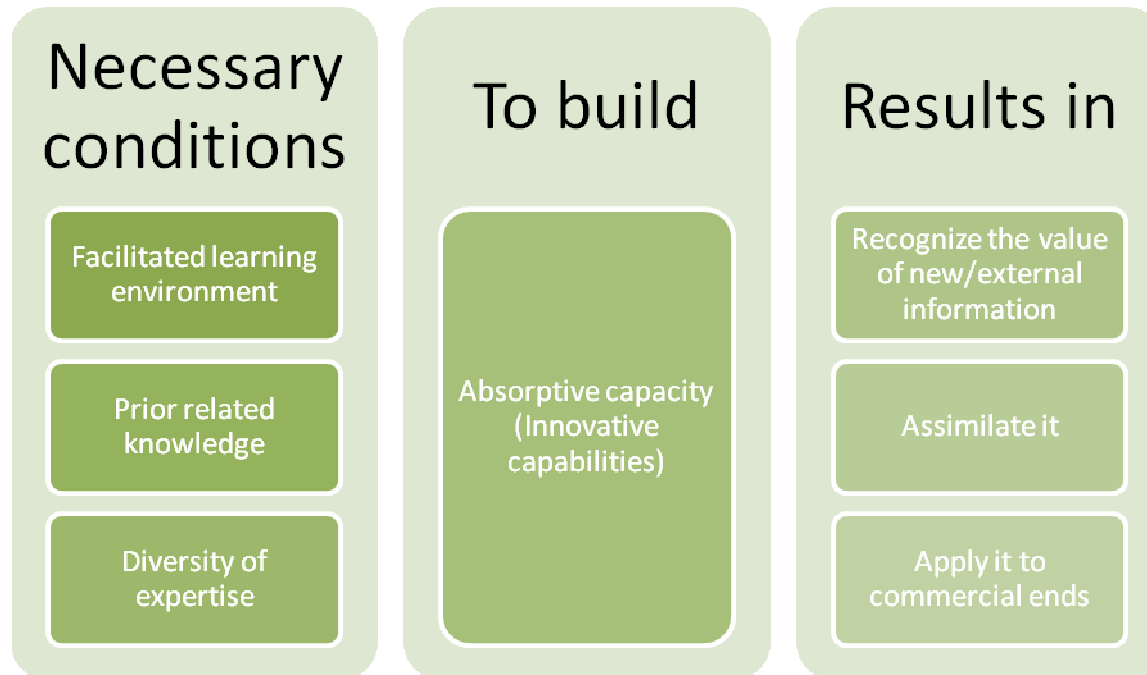 Necessary
conditions
Facilitated learning
environment
Prior related
knowledge
Diversity of
expertise
To build
Absorptive capacity
(Innovative
capabilities)
Results in
Recognize the value
of new/external
information
Assimilate it
Apply it to
commercial ends